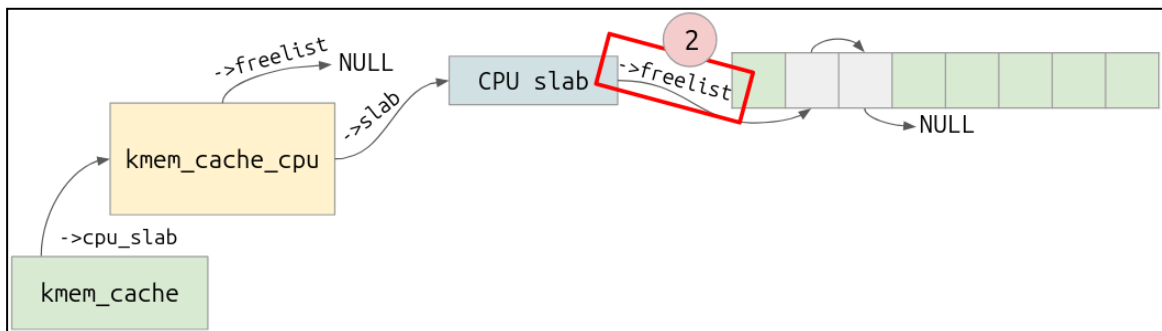 ->freelist
NULL
->slab
kmem_cache_cpu
->cpu_slab
kmem_cache
CPU slab
2
->freelist
NULL